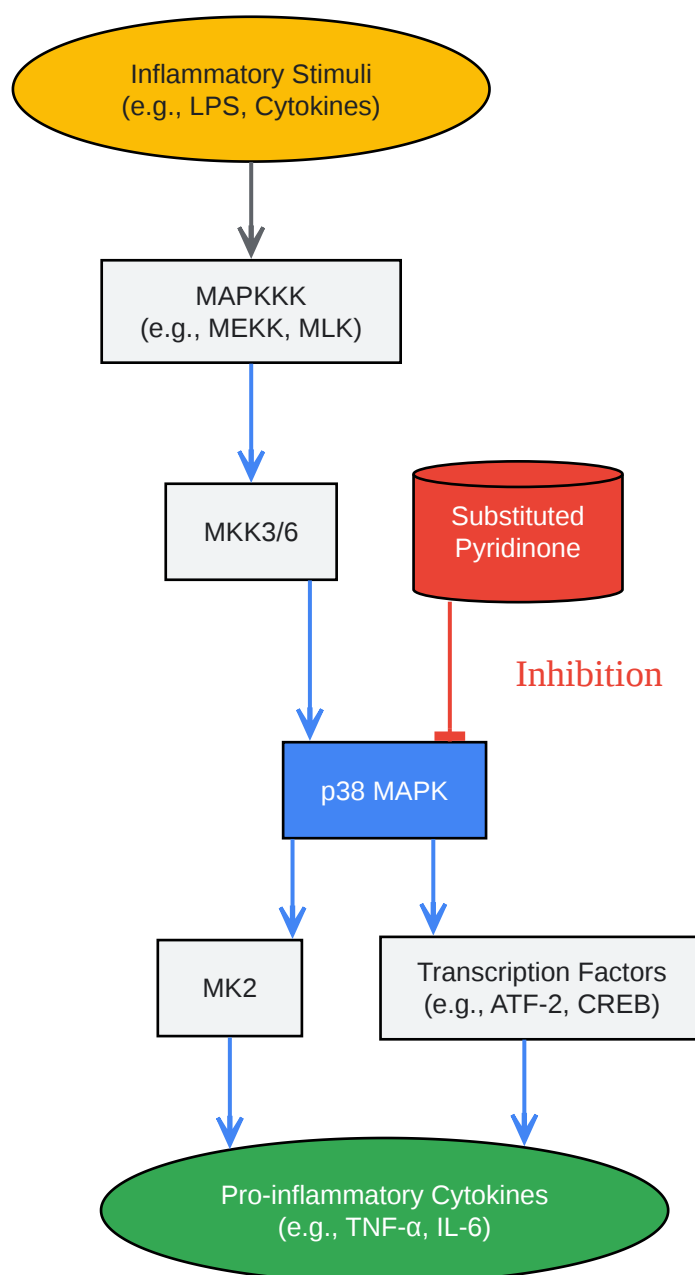 Inflammatory Stimuli
(e.g., LPS, Cytokines)
MAPKKK
(e.g., MEKK, MLK)
MKK3/6
Substituted
Pyridinone
Inhibition
p38 MAPK
MK2
Transcription Factors
(e.g., ATF-2, CREB)
Pro-inflammatory Cytokines
(e.g., TNF-α, IL-6)